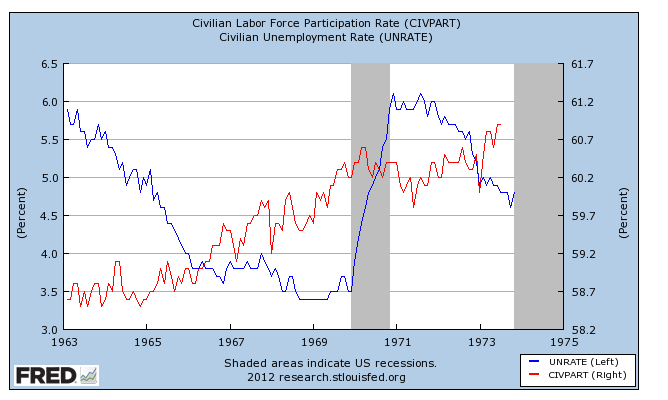 Civilian Labor Force Participation Rate (CIVPART)
Civilian Unemployment Rate (UNRATE)
6.5
6.0
5.5
5.0
4.5
4.0
3.5
3.0
(Percent)
61.7
61.2
60.7
60.2
59.7
59.2
58.7
58.2
(Percent)
1963 1965 1967 1969 1971 1973 1975
Shaded areas indicate US recessions.
2012 research.stlouisfed.org
FRED
UNRATE (Left)
CIVPART (Right)